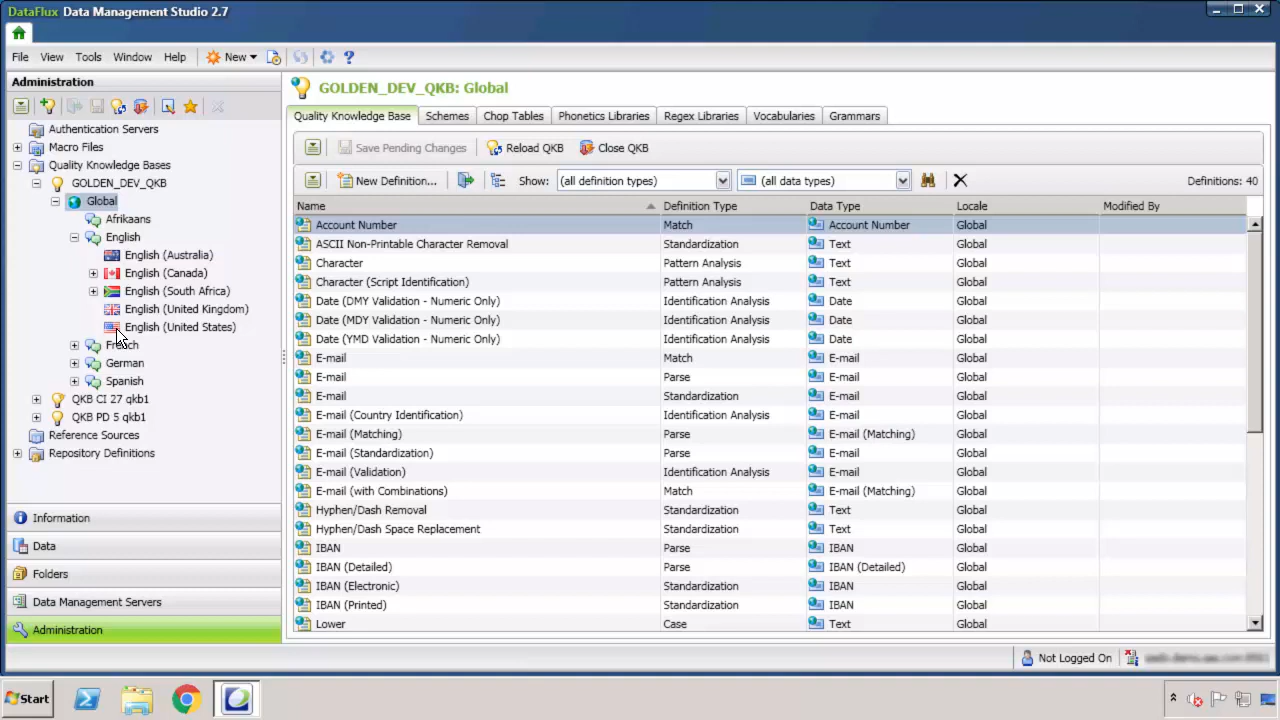 DataFlux Data Management Studio 2.7
File View Tools Window Help New
Administration
Authentication Servers
Macro Files
Quality Knowledge Bases
GOLDEN_DEV_QKB
Global
Afrikaans
English
English (Australia)
English (Canada)
English (South Africa)
English (United Kingdom)
English (United States)
French
German
Spanish
QKB CI 27 qkb1
QKB PD 5 qkb1
Reference Sources
Repository Definitions
Information
Data
Folders
Data Management Servers
Administration
GOLDEN_DEV_QKB: Global
Quality Knowledge Base Schemes Chop Tables Phonetics Libraries Regex Libraries Vocabularies Grammars
Save Pending Changes Reload QKB Close QKB
New Definition... Show: (all definition types) (all data types) Definitions: 40
Name Definition Type Data Type Locale Modified By
Account Number Match Account Number Global
ASCII Non-Printable Character Removal Standardization Text Global
Character Pattern Analysis Text Global
Character (Script Identification) Pattern Analysis Text Global
Date (DMY Validation - Numeric Only) Identification Analysis Date Global
Date (MDY Validation - Numeric Only) Identification Analysis Date Global
Date (YMD Validation - Numeric Only) Identification Analysis Date Global
E-mail Match E-mail Global
E-mail Parse E-mail Global
E-mail Standardization E-mail Global
E-mail (Country Identification) Identification Analysis E-mail Global
E-mail (Matching) Parse E-mail (Matching) Global
E-mail (Standardization) Parse E-mail Global
E-mail (Validation) Identification Analysis E-mail Global
E-mail (with Combinations) Match E-mail (Matching) Global
Hyphen/Dash Removal Standardization Text Global
Hyphen/Dash Space Replacement Standardization Text Global
IBAN Parse IBAN Global
IBAN (Detailed) Parse IBAN (Detailed) Global
IBAN (Electronic) Standardization IBAN Global
IBAN (Printed) Standardization IBAN Global
Lower Case Text Global
Not Logged On
Start